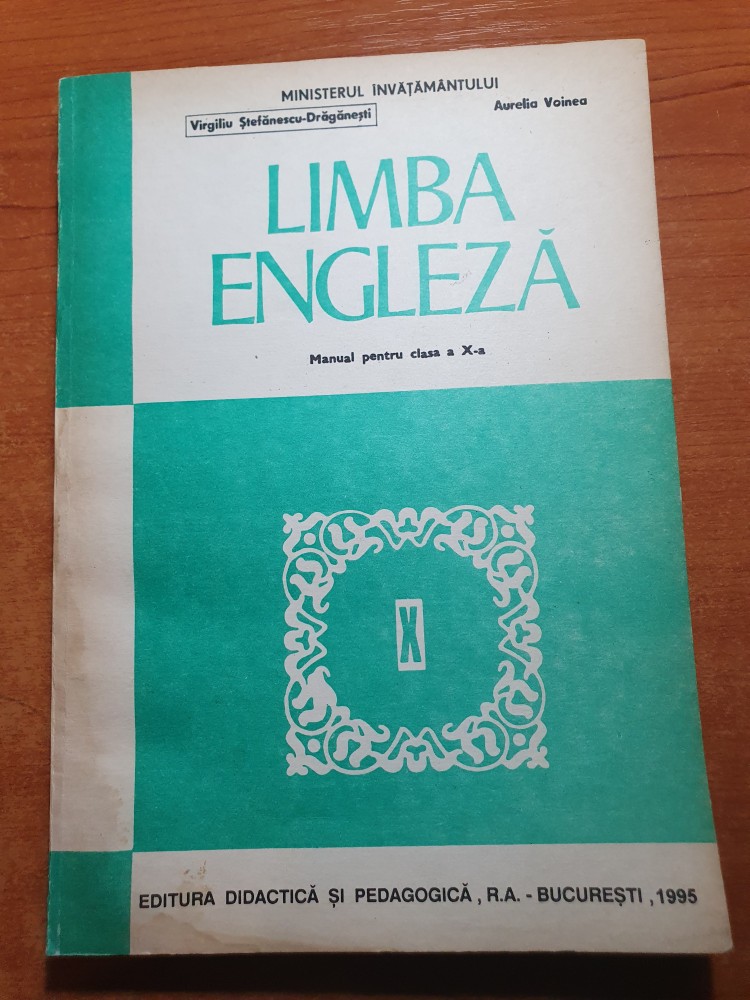 MINISTERUL ÎNVĂȚĂMÂNTULUI
Virgiliu Ștefănescu-Drăgănești
Aurelia Voinea
LIMBA
ENGLEZĂ
Manual pentru clasa a X-a
X
EDITURA DIDACTICĂ ȘI PEDAGOGICĂ, R.A. - BUCUREȘTI, 1995